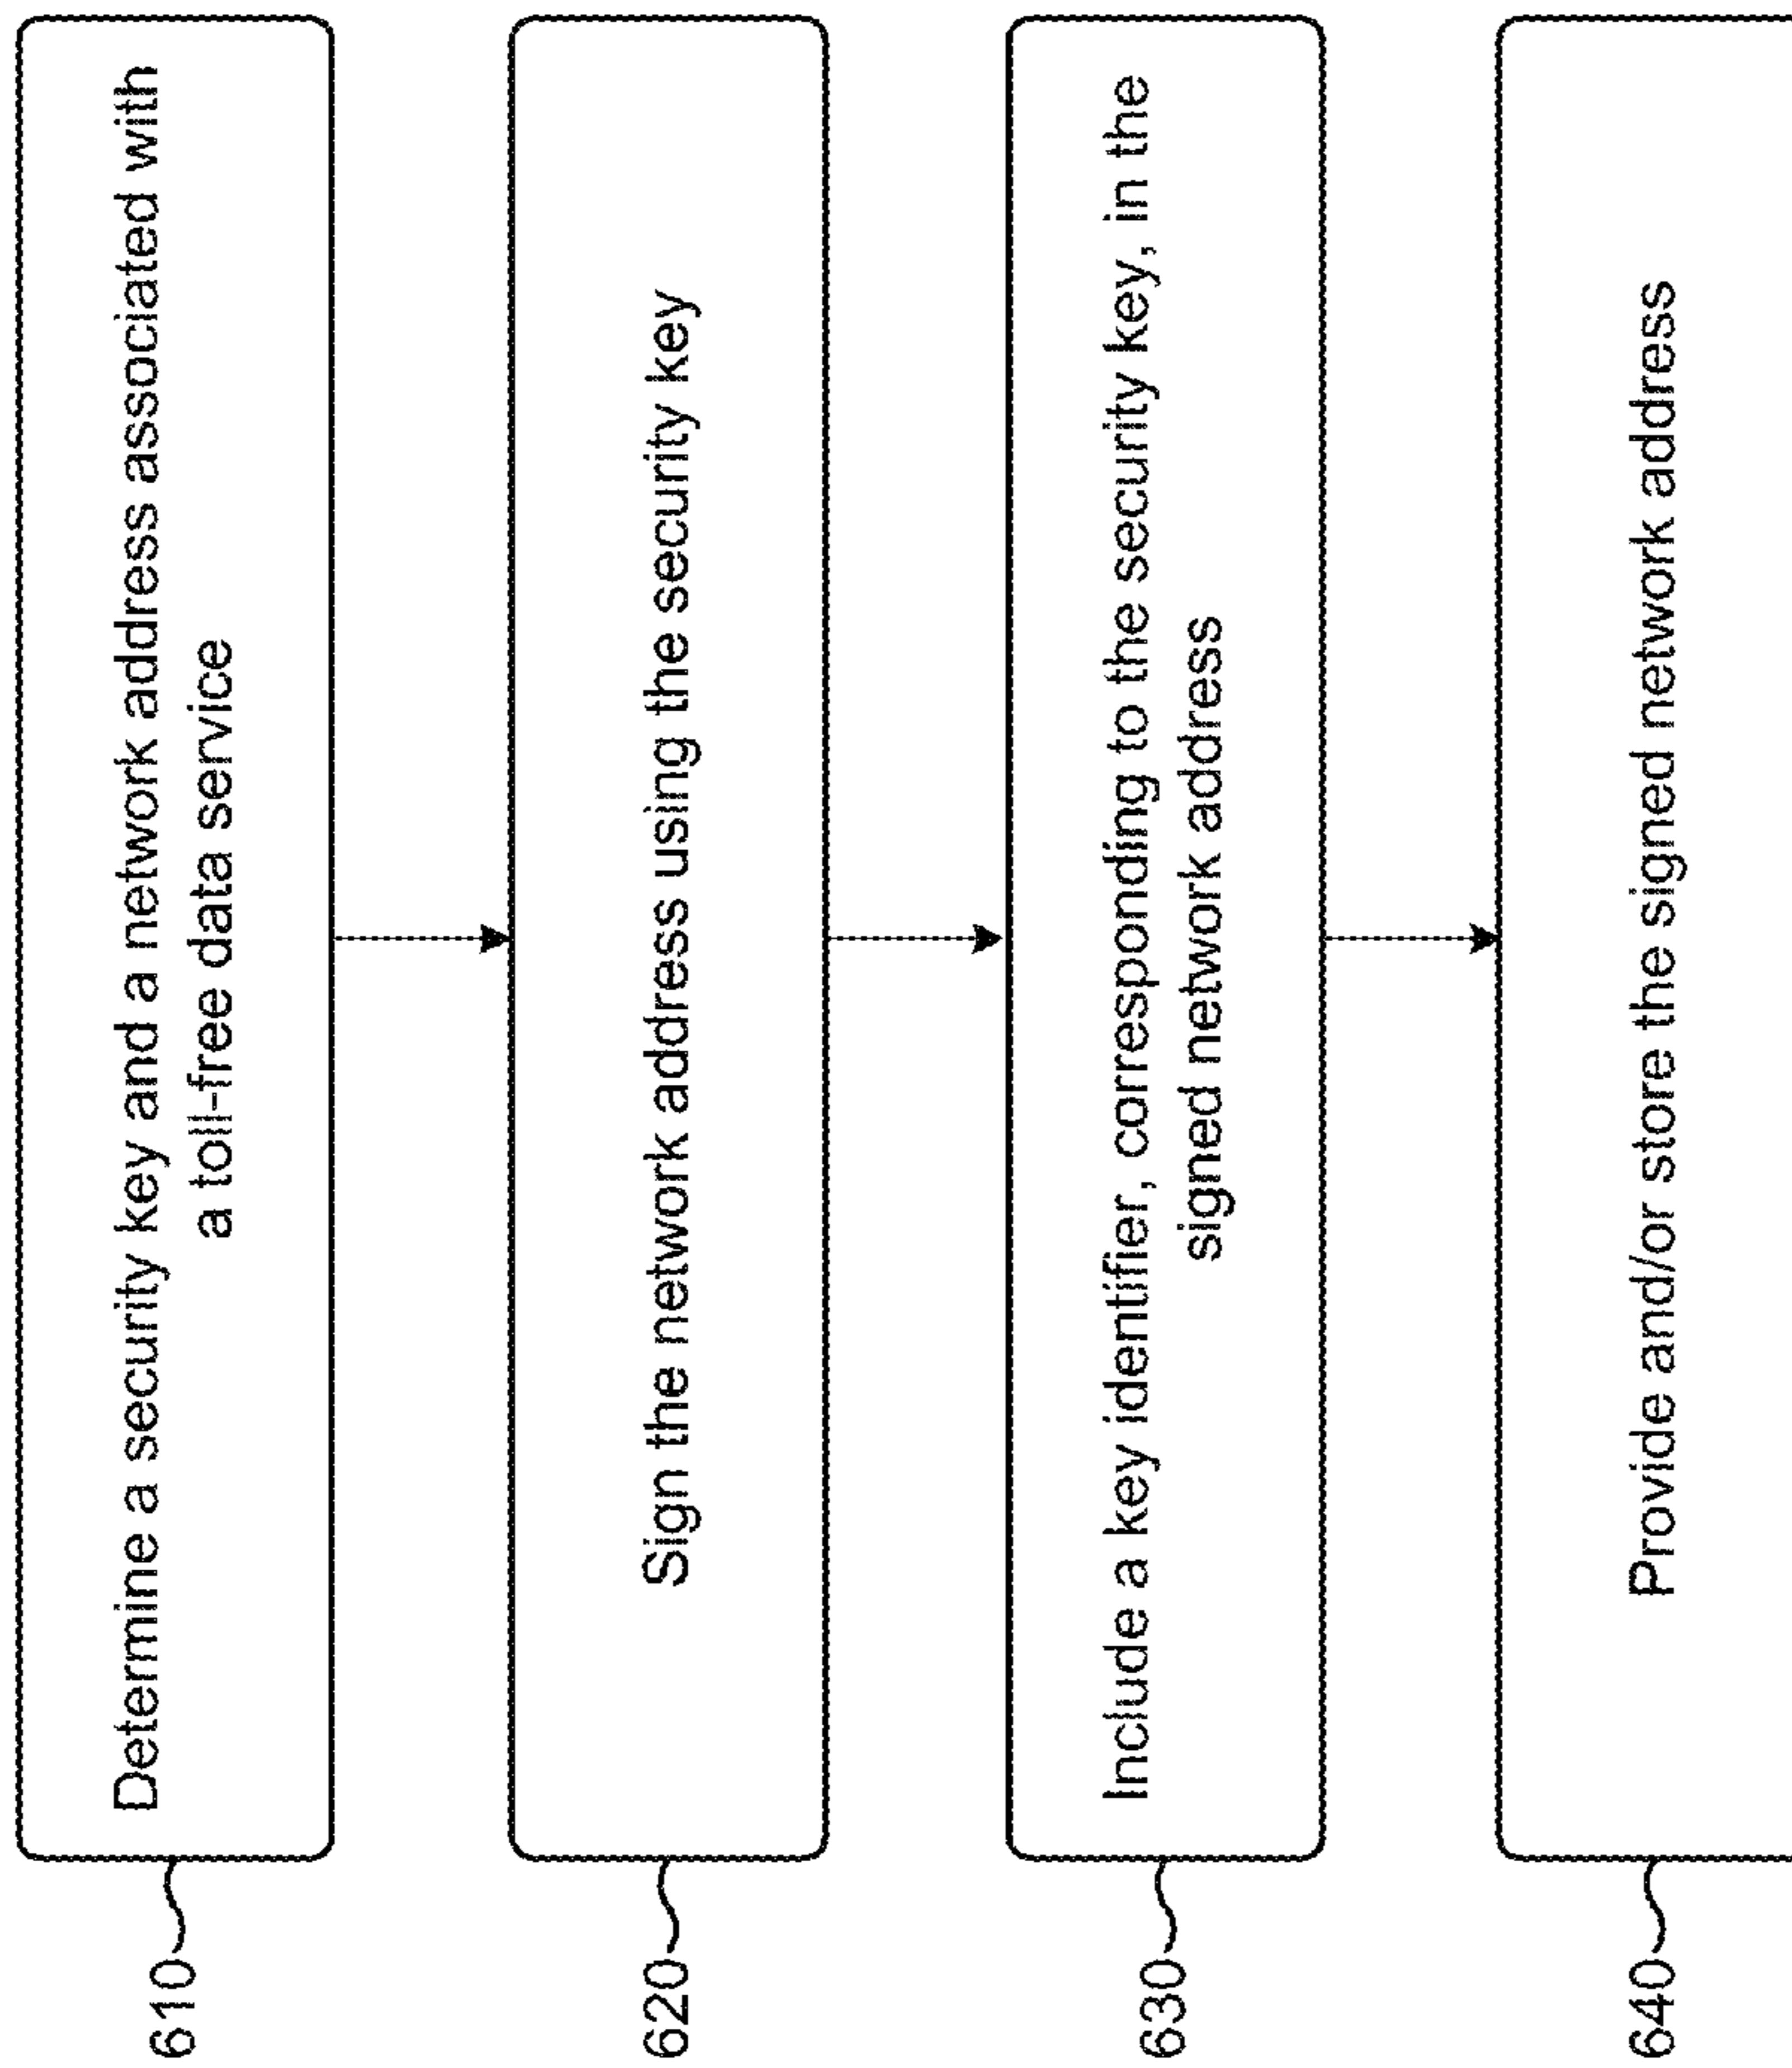 610
Determine a security key and a network address associated with
a toll-free data service
620
Sign the network address using the security key
630
Include a key identifier, corresponding to the security key, in the
signed network address
640
Provide and/or store the signed network address